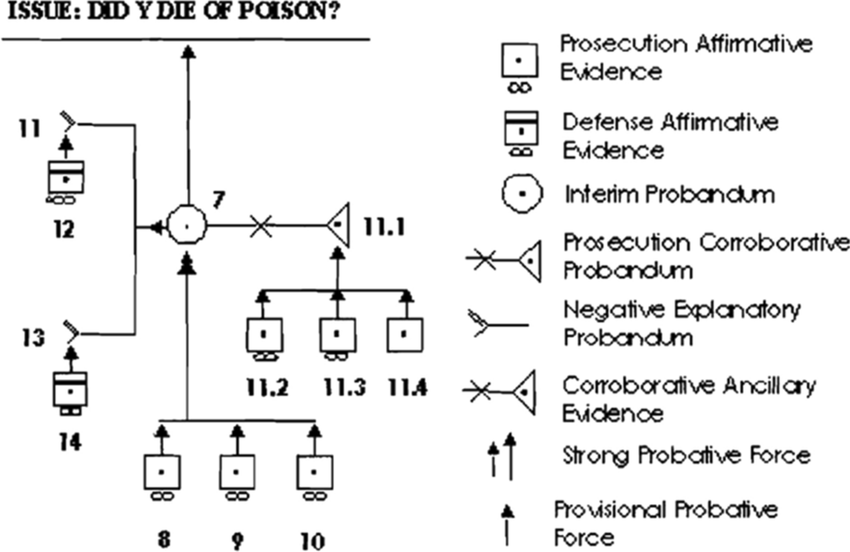 ISSUE: DID Y DIE OF POISON?
11
12
13
14
7
11.1
11.2
11.3
11.4
8
9
10
Prosecution Affirmative
Evidence
Defense Affirmative
Evidence
Interim Probandum
Prosecution Corroborative
Probandum
Negative Explanatory
Probandum
Corroborative Ancillary
Evidence
Strong Probative Force
Provisional Probative
Force